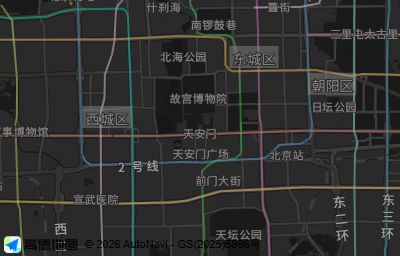 什刹海
南锣鼓巷
簋街
二里屯太古里
北海公园
东城区
朝阳区
故宫博物院
日坛公园
西城区
事博物馆
天安门
2号线
天安门广场
北京站
前门大街
宣武医院
天坛公园
东二环
东三环
西二
高德地图 © 2026 AutoNavi - GS(2025)5996号